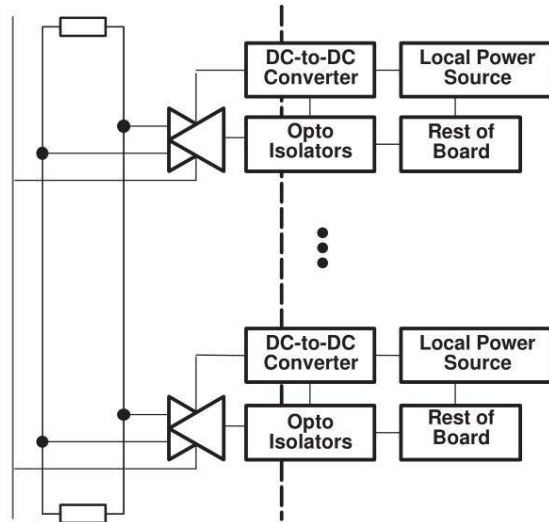 DC-to-DC
Converter
Local Power
Source
Opto
Isolators
Rest of
Board
DC-to-DC
Converter
Local Power
Source
Opto
Isolators
Rest of
Board